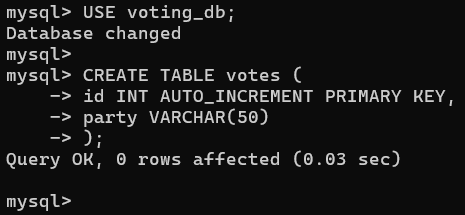 mysql> USE voting_db;
Database changed
mysql>
mysql> CREATE TABLE votes (
    -> id INT AUTO_INCREMENT PRIMARY KEY,
    -> party VARCHAR(50)
    -> );
Query OK, 0 rows affected (0.03 sec)
mysql>